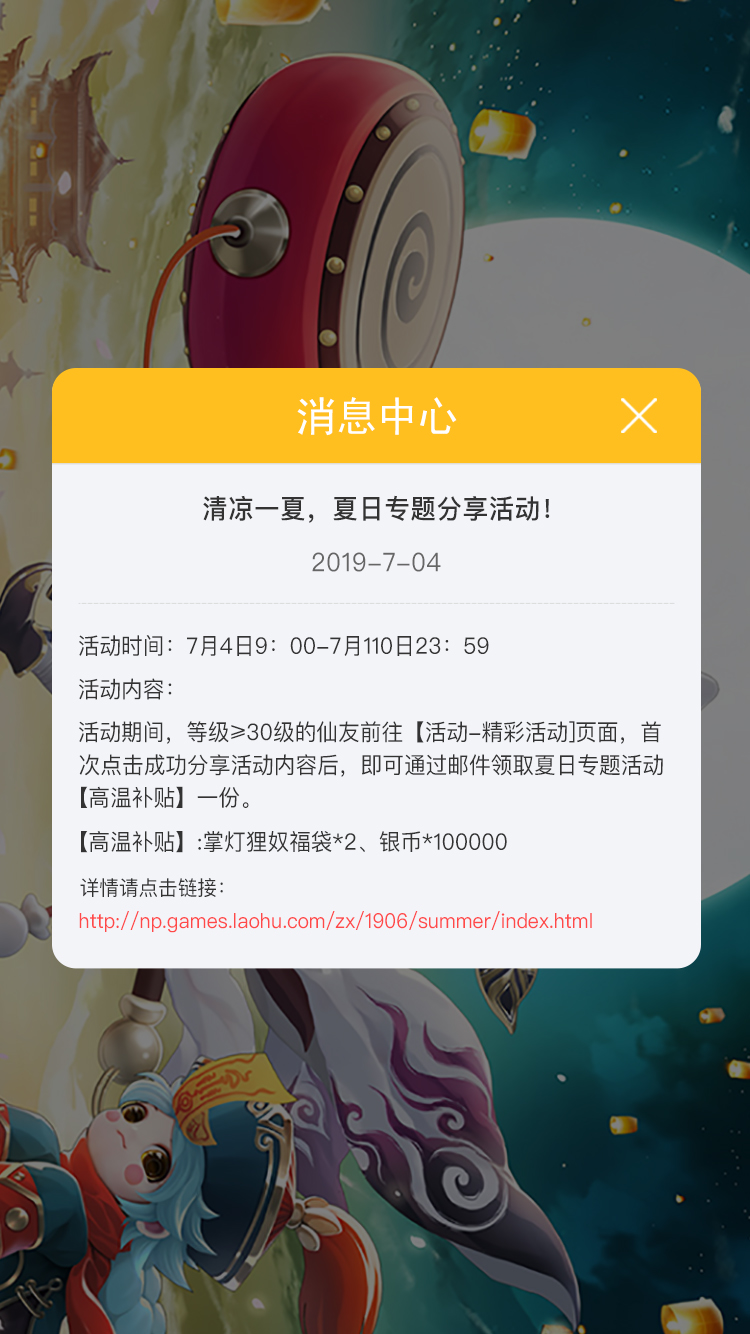 消息中心
清凉一夏，夏日专题分享活动！
2019-7-04
活动时间：7月4日9：00-7月110日23：59
活动内容：
活动期间，等级≥30级的仙友前往【活动-精彩活动]页面，首
次点击成功分享活动内容后，即可通过邮件领取夏日专题活动
【高温补贴】一份。
【高温补贴】:掌灯狸奴福袋*2、银币*100000
详情请点击链接：
http://np.games.laohu.com/zx/1906/summer/index.html